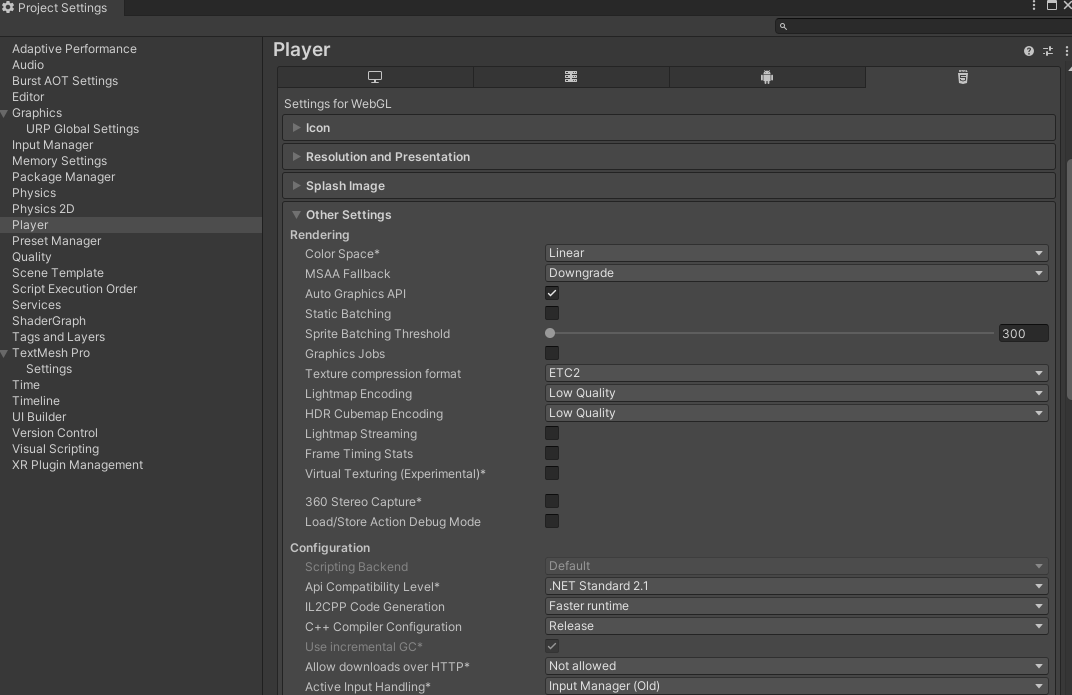 Project Settings
Adaptive Performance
Audio
Burst AOT Settings
Editor
Graphics
URP Global Settings
Input Manager
Memory Settings
Package Manager
Physics
Physics 2D
Player
Preset Manager
Quality
Scene Template
Script Execution Order
Services
ShaderGraph
Tags and Layers
TextMesh Pro
Settings
Time
Timeline
UI Builder
Version Control
Visual Scripting
XR Plugin Management
Player
Settings for WebGL
Icon
Resolution and Presentation
Splash Image
Other Settings
Rendering
Color Space* Linear
MSAA Fallback Downgrade
Auto Graphics API
Static Batching
Sprite Batching Threshold 300
Graphics Jobs
Texture compression format ETC2
Lightmap Encoding Low Quality
HDR Cubemap Encoding Low Quality
Lightmap Streaming
Frame Timing Stats
Virtual Texturing (Experimental)*
360 Stereo Capture*
Load/Store Action Debug Mode
Configuration
Scripting Backend Default
Api Compatibility Level* .NET Standard 2.1
IL2CPP Code Generation Faster runtime
C++ Compiler Configuration Release
Use incremental GC*
Allow downloads over HTTP* Not allowed
Active Input Handling* Input Manager (Old)